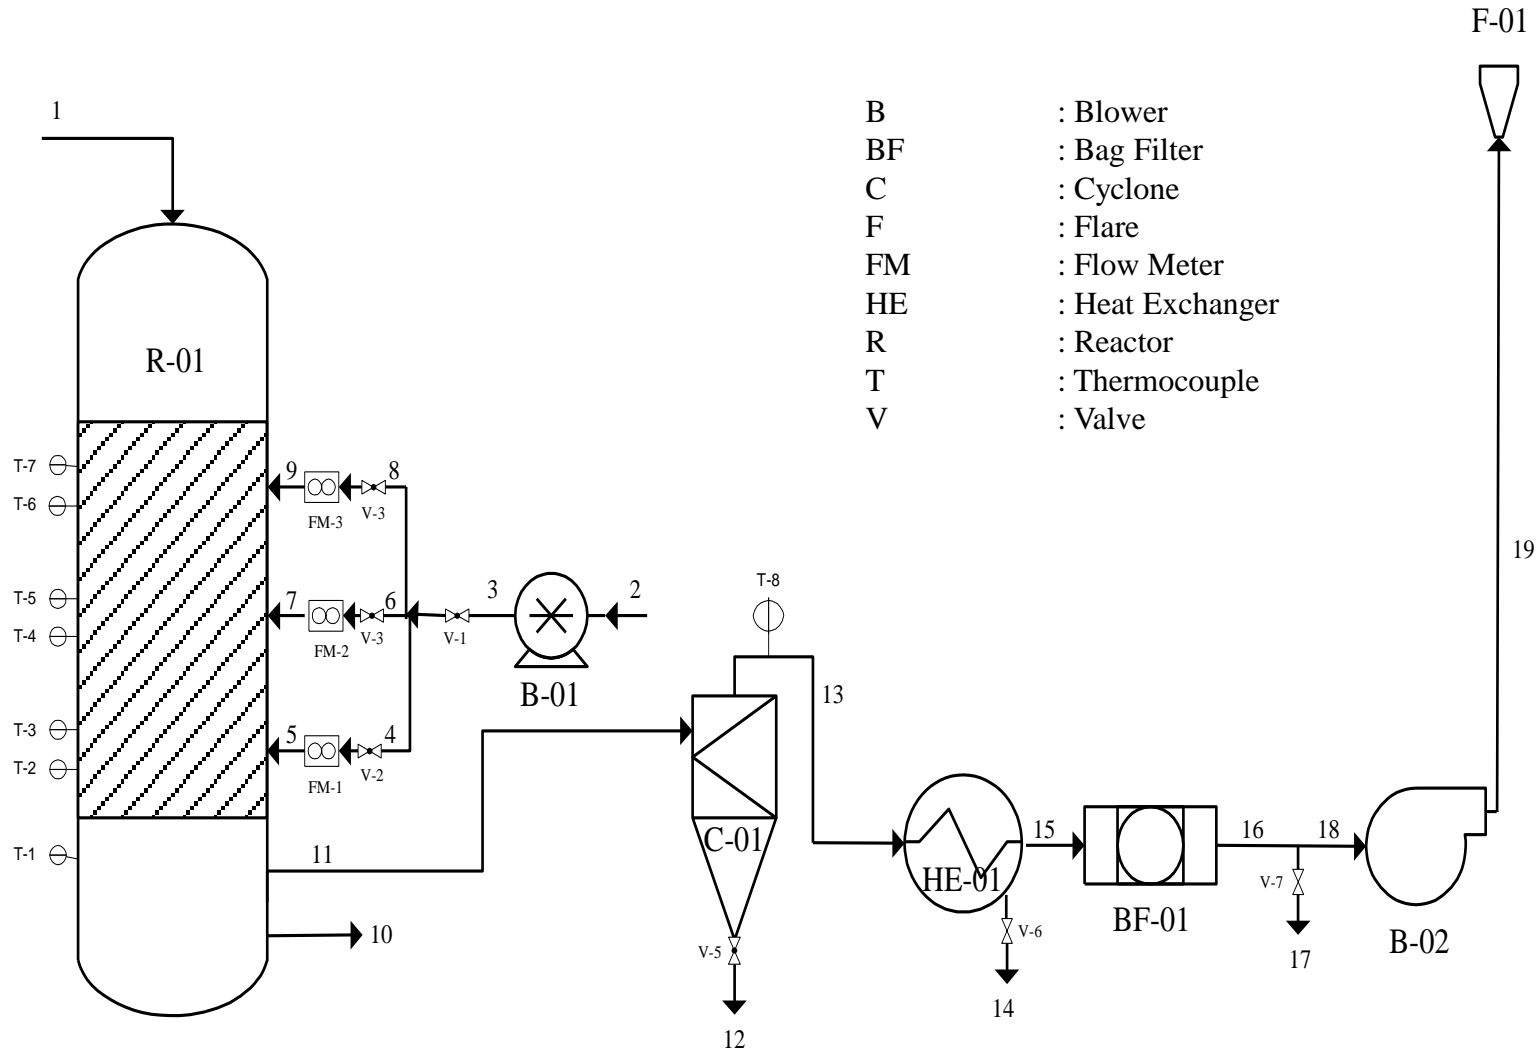 F-01
1
B : Blower
BF : Bag Filter
C : Cyclone
F : Flare
FM : Flow Meter
HE : Heat Exchanger
R : Reactor
T : Thermocouple
V : Valve
R-01
T-7
T-6
T-5
T-4
T-3
T-2
T-1
9
8
FM-3
V-3
7
6
3
2
FM-2
V-3
V-1
B-01
5
4
FM-1
V-2
T-8
13
19
11
10
C-01
V-5
12
HE-01
V-6
14
15
BF-01
16
18
V-7
17
B-02